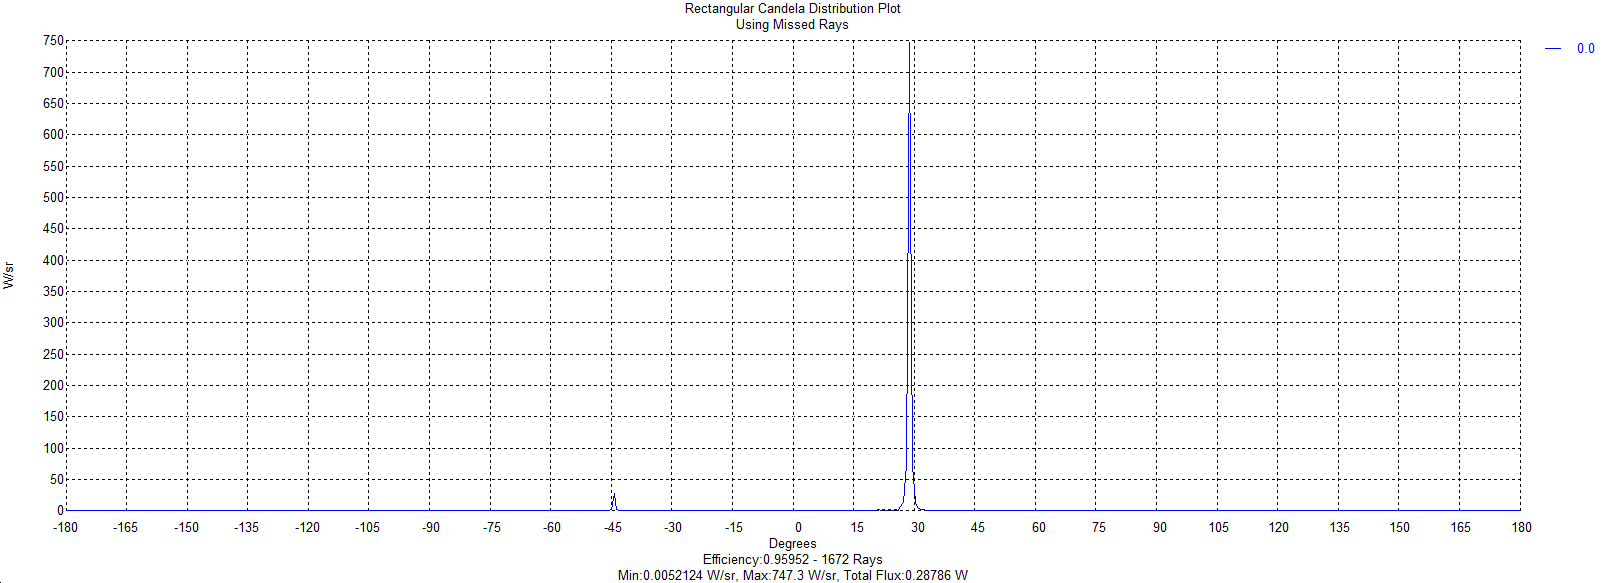 Rectangular Candela Distribution Plot
Using Missed Rays
0.0
750
700
650
600
550
500
450
400
350
300
250
200
150
100
50
0
W/sr
-180 -165 -150 -135 -120 -105 -90 -75 -60 -45 -30 -15 0 15 30 45 60 75 90 105 120 135 150 165 180
Degrees
Efficiency:0.95952 - 1672 Rays
Min:0.0052124 W/sr, Max:747.3 W/sr, Total Flux:0.28786 W